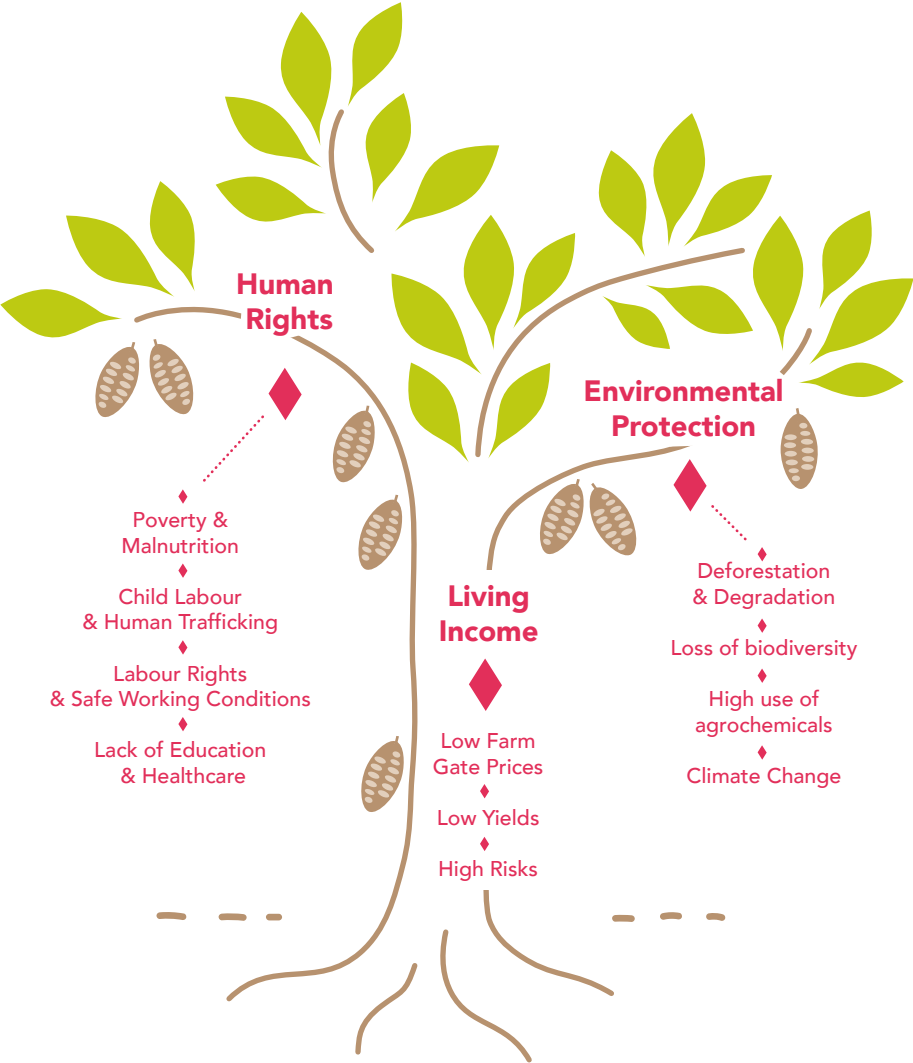 Human
Rights
Poverty &
Malnutrition
Child Labour
& Human Trafficking
Labour Rights
& Safe Working Conditions
Lack of Education
& Healthcare
Living
Income
Low Farm
Gate Prices
Low Yields
High Risks
Environmental
Protection
Deforestation
& Degradation
Loss of biodiversity
High use of
agrochemicals
Climate Change